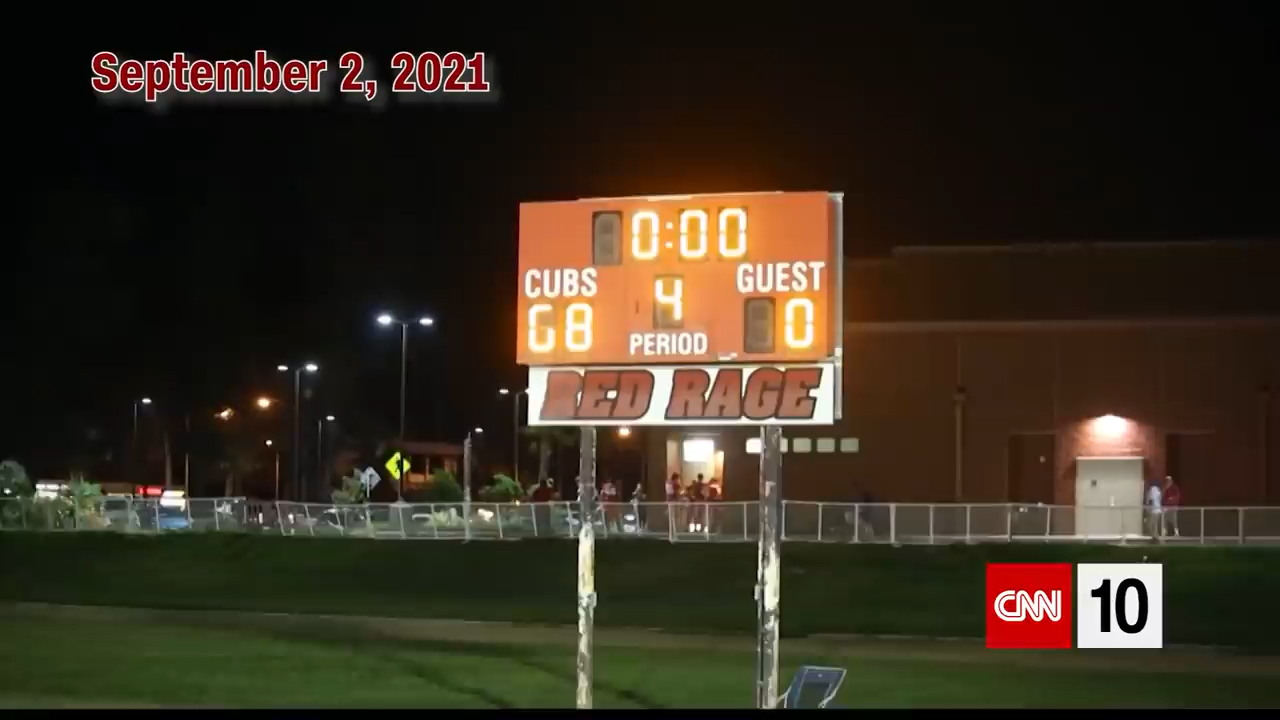 September 2, 2021
0:00
CUBS GUEST
68 4 0
PERIOD
RED RAGE
CNN 10